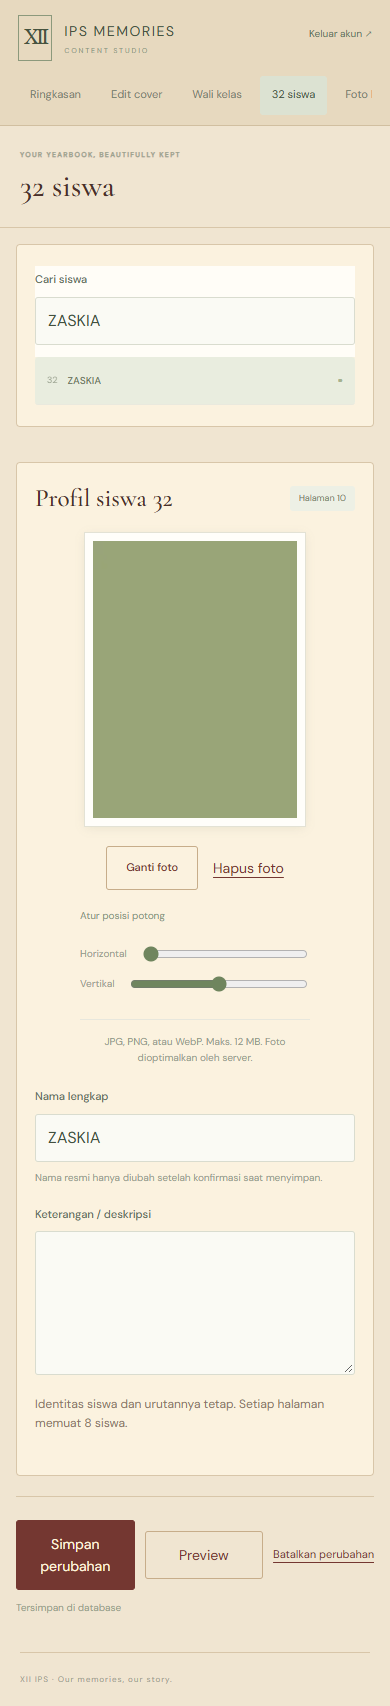 XII
IPS MEMORIES
CONTENT STUDIO
Keluar akun ↗
Ringkasan
Edit cover
Wali kelas
32 siswa
Foto
YOUR YEARBOOK, BEAUTIFULLY KEPT
32 siswa
Cari siswa
ZASKIA
32 ZASKIA
Profil siswa 32
Halaman 10
Ganti foto
Hapus foto
Atur posisi potong
Horizontal
Vertikal
JPG, PNG, atau WebP. Maks. 12 MB. Foto
dioptimalkan oleh server.
Nama lengkap
ZASKIA
Nama resmi hanya diubah setelah konfirmasi saat menyimpan.
Keterangan / deskripsi
Identitas siswa dan urutannya tetap. Setiap halaman
memuat 8 siswa.
Simpan
perubahan
Preview
Batalkan perubahan
Tersimpan di database
XII IPS · Our memories, our story.